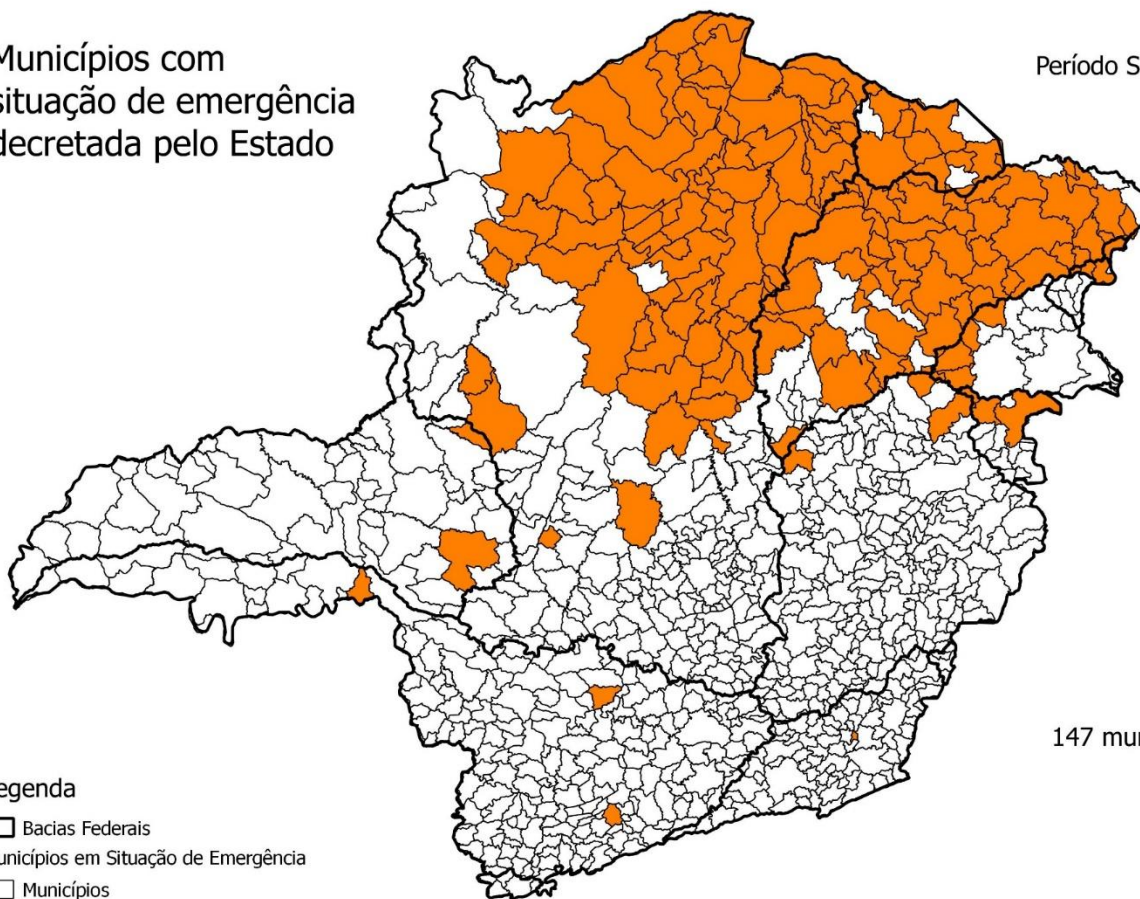 Municípios com
situação de emergência
decretada pelo Estado
Período S
147 mu
egenda
Bacias Federais
unicípios em Situação de Emergência
Municípios